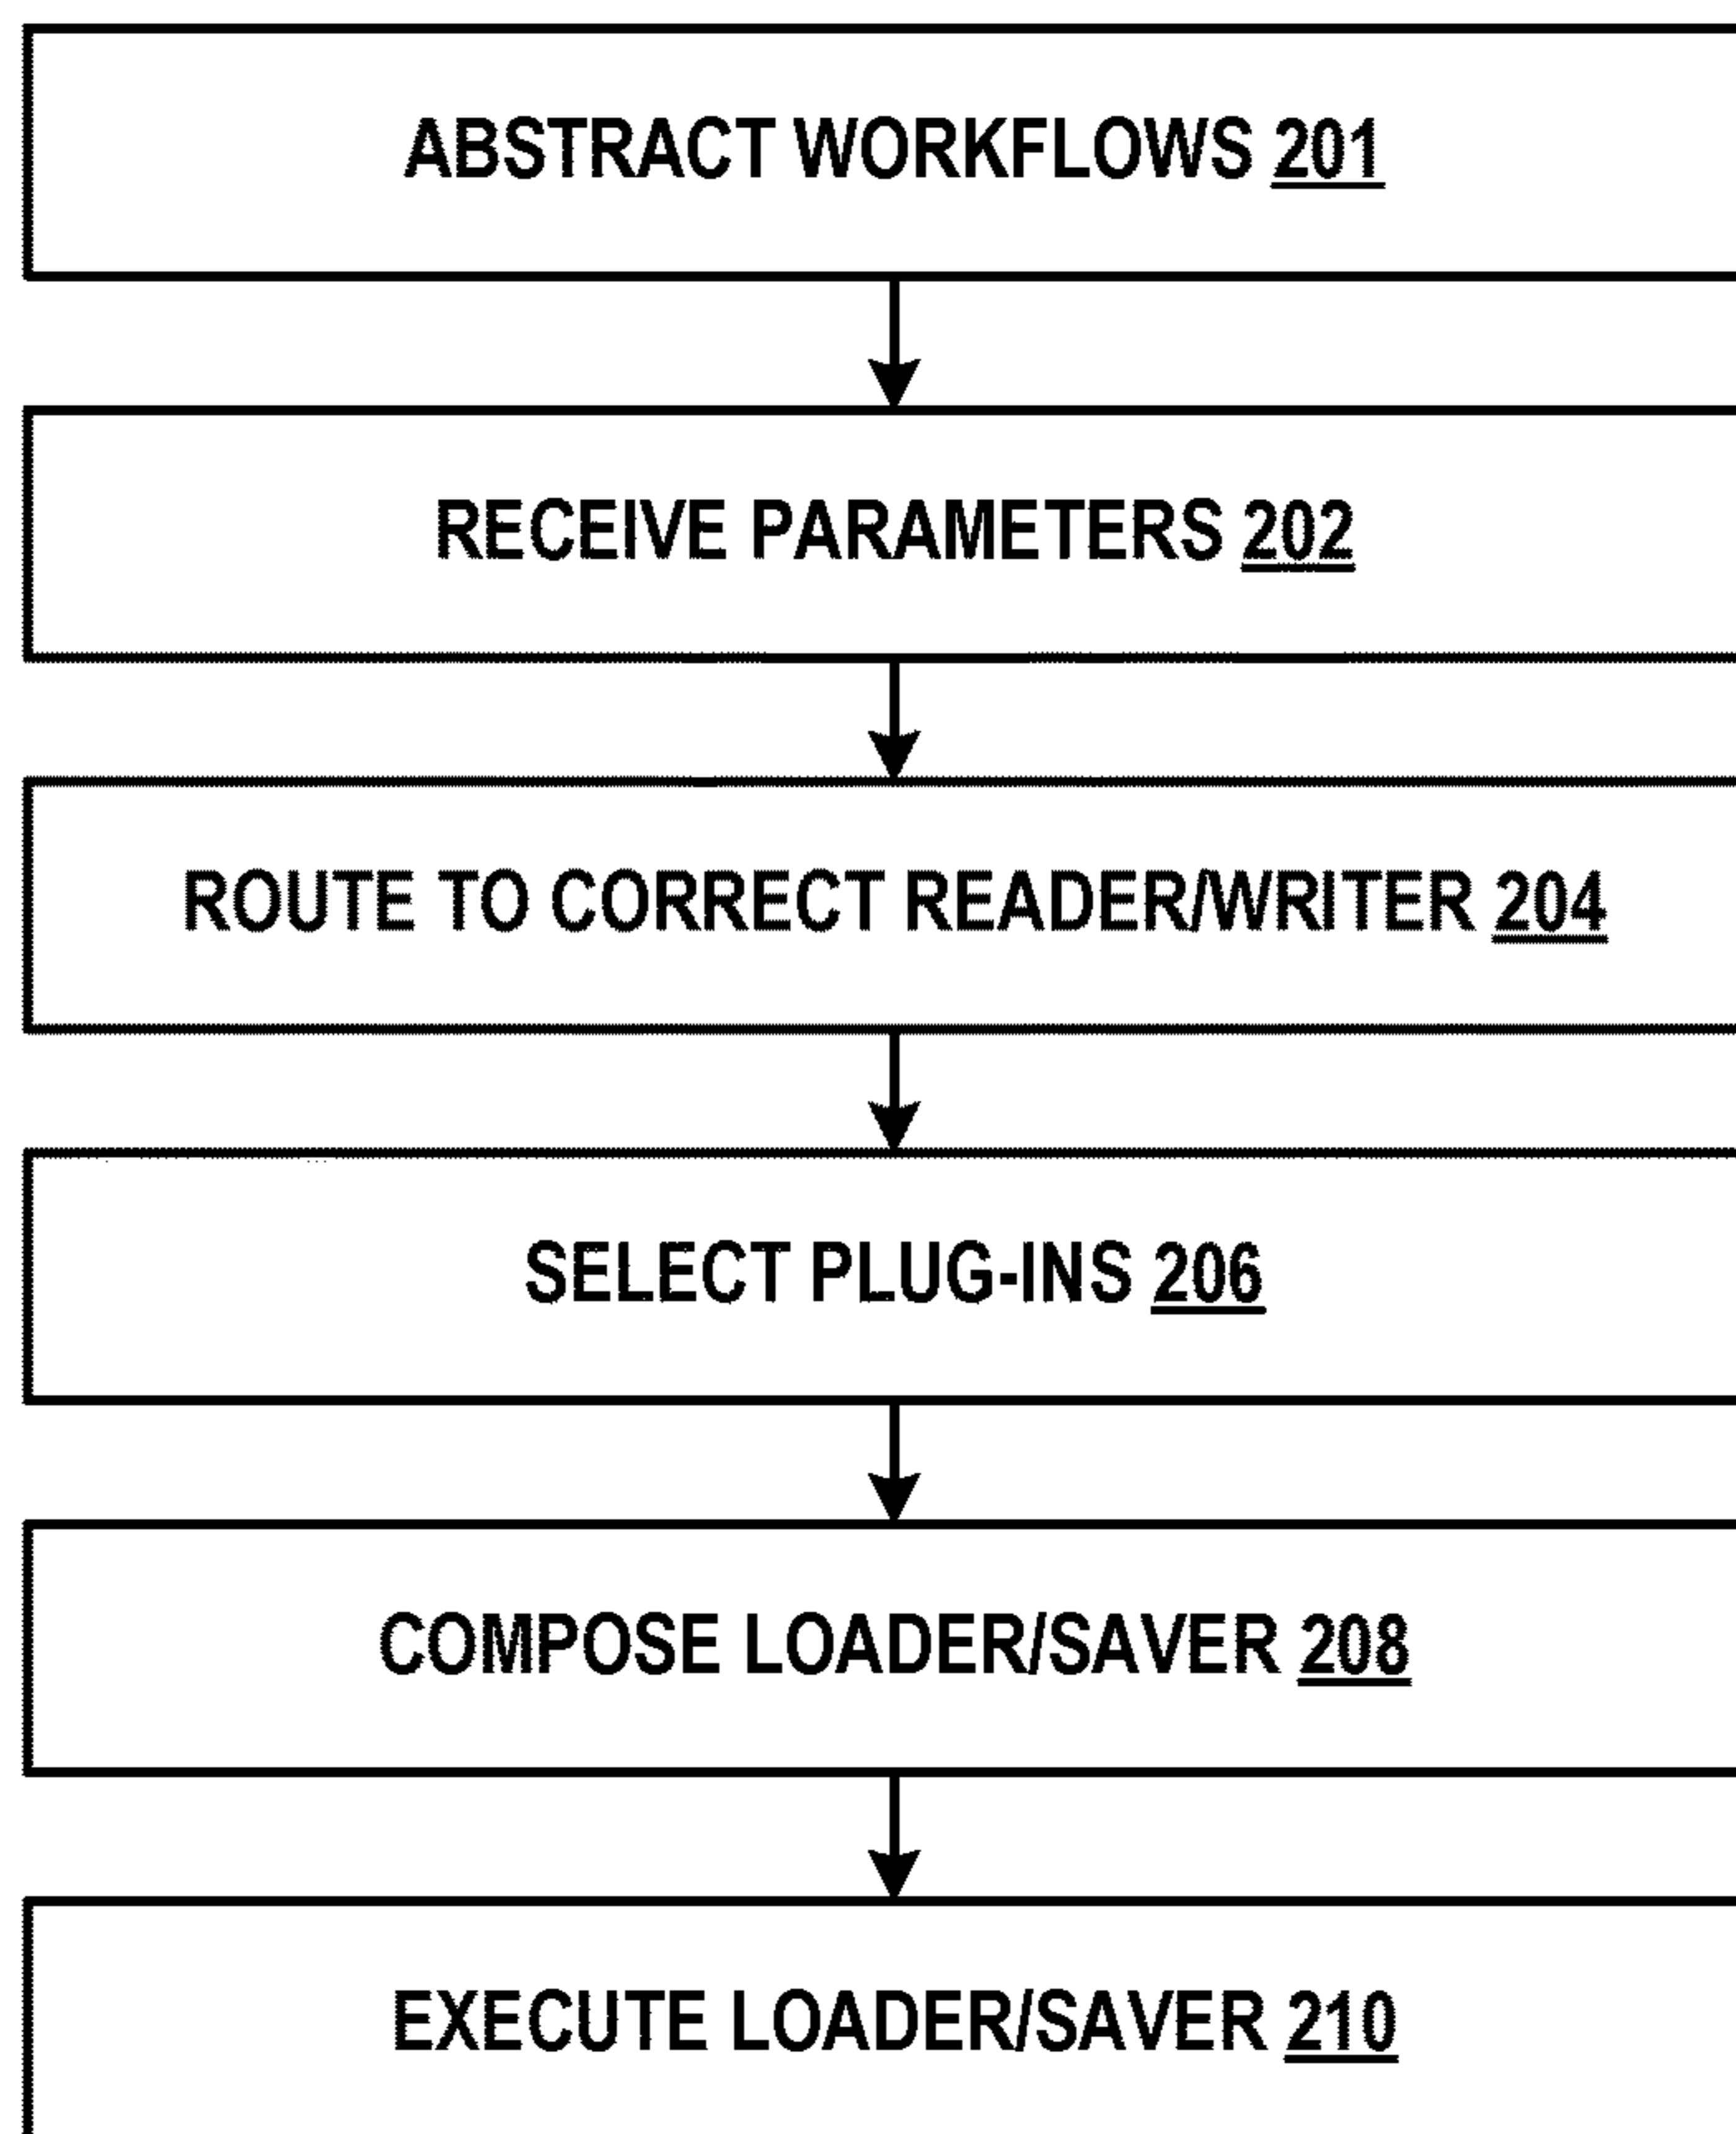 ABSTRACT WORKFLOWS 201
RECEIVE PARAMETERS 202
ROUTE TO CORRECT READER/WRITER 204
SELECT PLUG-INS 206
COMPOSE LOADER/SAVER 208
EXECUTE LOADER/SAVER 210